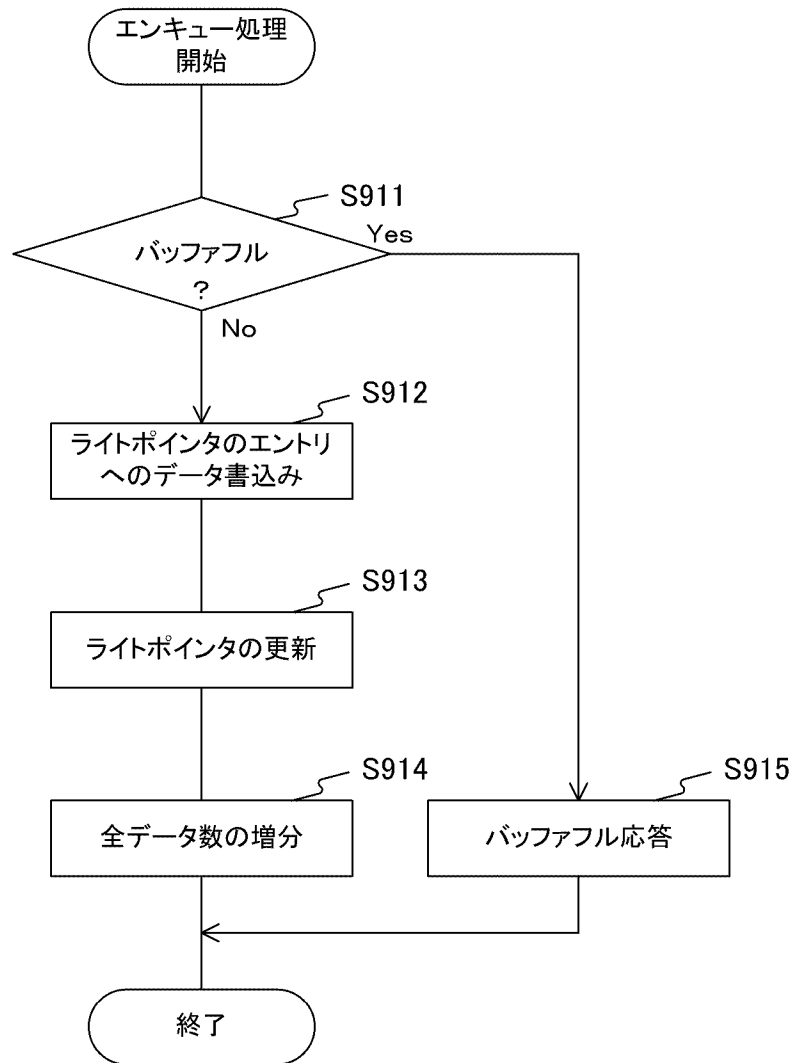 エンキュー処理
開始
S911
Yes
バッファフル
?
No
S912
ライトポインタのエントリ
へのデータ書込み
S913
ライトポインタの更新
S914
全データ数の増分
S915
バッファフル応答
終了